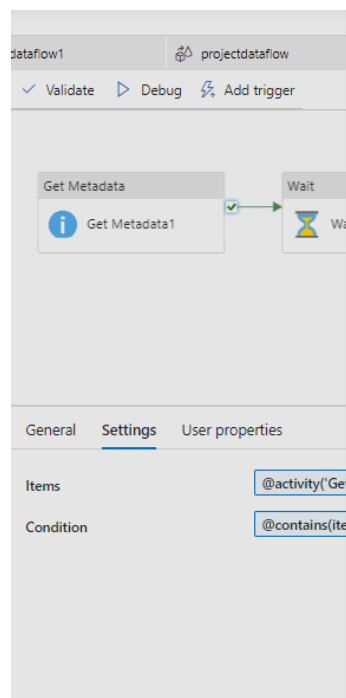 dataflow1 projectdataflow
Validate Debug Add trigger
Get Metadata Wait
Get Metadata1 Wa
General Settings User properties
Items @activity('Ge
Condition @contains(ite